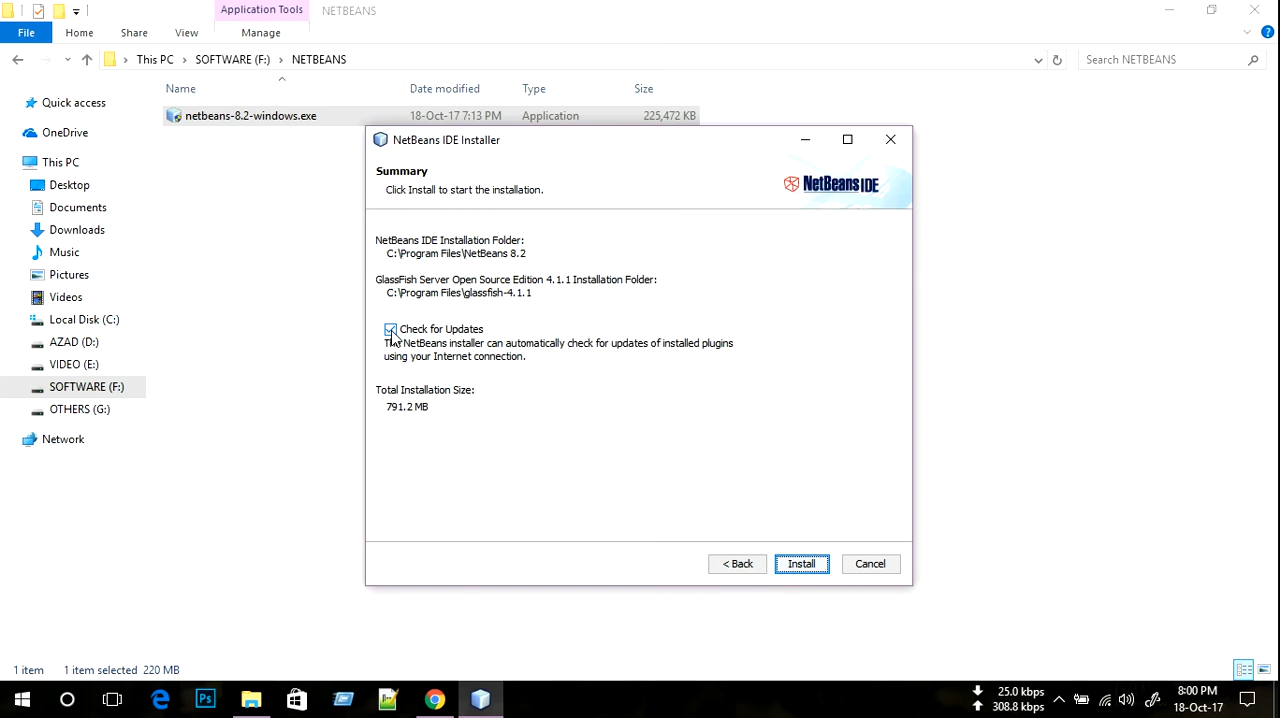 Application Tools
NETBEANS
File
Home
Share
View
Manage
This PC
SOFTWARE (F:)
NETBEANS
Search NETBEANS
Name
Date modified
Type
Size
Quick access
OneDrive
This PC
Desktop
Documents
Downloads
Music
Pictures
Videos
Local Disk (C:)
AZAD (D:)
VIDEO (E:)
SOFTWARE (F:)
OTHERS (G:)
Network
netbeans-8.2-windows.exe
18-Oct-17 7:13 PM
Application
225,472 KB
NetBeans IDE Installer
Summary
Click Install to start the installation.
NetBeans IDE
NetBeans IDE Installation Folder:
C:\Program Files\NetBeans 8.2
GlassFish Server Open Source Edition 4.1.1 Installation Folder:
C:\Program Files\glassfish-4.1.1
Check for Updates
The NetBeans installer can automatically check for updates of installed plugins
using your Internet connection.
Total Installation Size:
791.2 MB
< Back
Install
Cancel
1 item
1 item selected 220 MB
Ps
25.0 kbps
308.8 kbps
8:00 PM
18-Oct-17